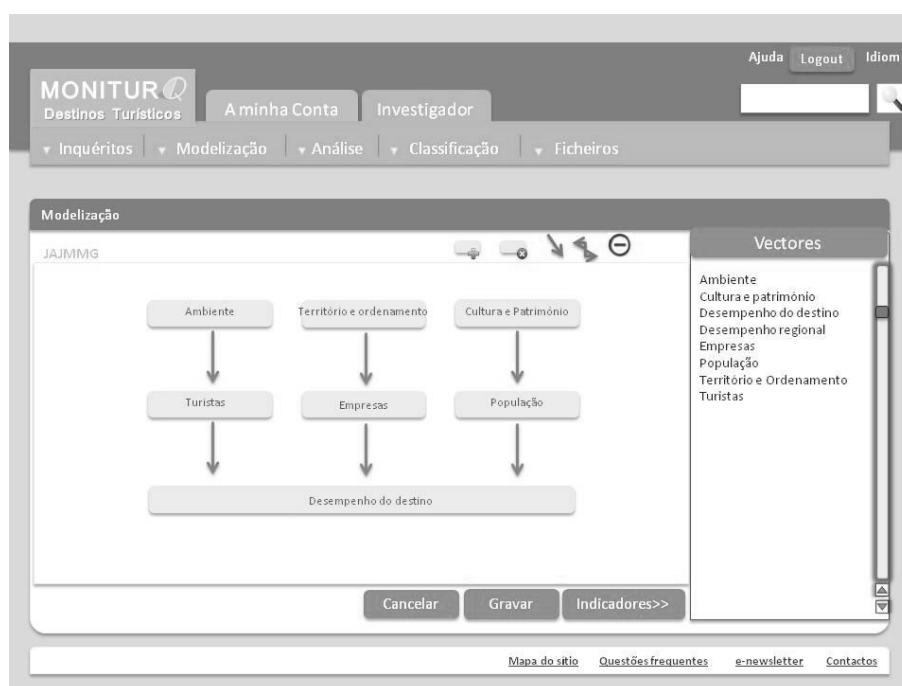 Ajuda Logout Idiom
MONITUR
Destinos Turísticos
A minha Conta Investigador
Inquéritos Modelização Análise Classificação Ficheiros
Modelização
JAJMMG
Vectores
Ambiente
Cultura e património
Desempenho do destino
Desempenho regional
Empresas
População
Território e Ordenamento
Turistas
Ambiente Território e ordenamento Cultura e Património
Turistas Empresas População
Desempenho do destino
Cancelar Gravar Indicadores>>
Mapa do sítio Questões frequentes e-newsletter Contactos